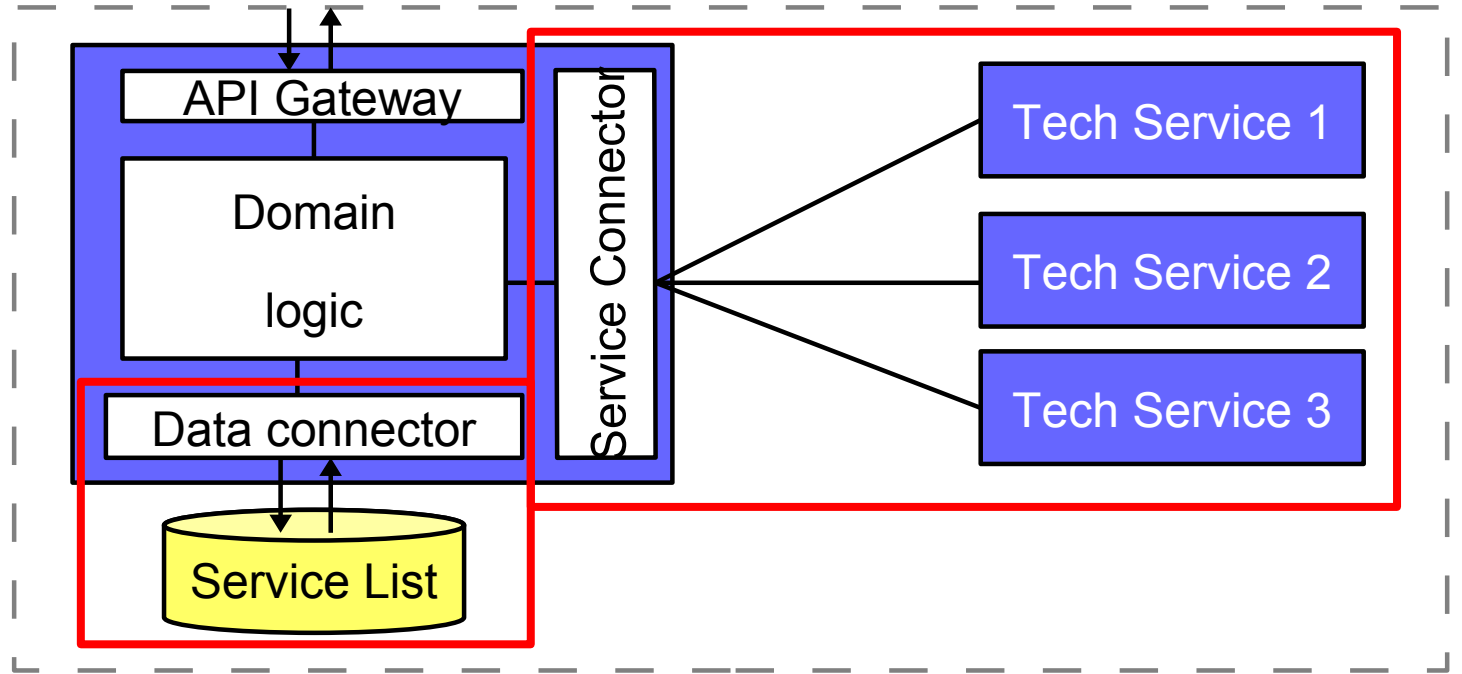 API Gateway
Domain
logic
Service Connector
Data connector
Service List
Tech Service 1
Tech Service 2
Tech Service 3